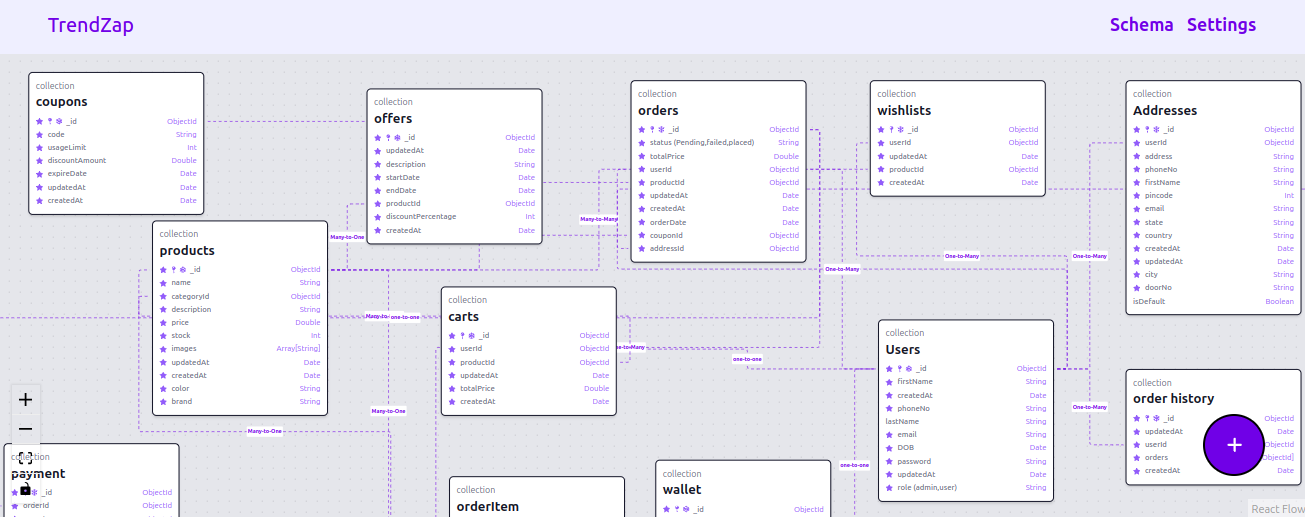 TrendZap
Schema Settings
collection
coupons
_id ObjectId
code String
usageLimit Int
discountAmount Double
expireDate Date
updatedAt Date
createdAt Date
collection
offers
_id ObjectId
updatedAt Date
description String
startDate Date
endDate Date
productId ObjectId
discountPercentage Int
createdAt Date
collection
orders
_id ObjectId
status (Pending,failed,placed) String
totalPrice Double
userId ObjectId
productId ObjectId
updatedAt Date
createdAt Date
orderDate Date
couponId ObjectId
addressId ObjectId
collection
wishlists
_id ObjectId
userId ObjectId
updatedAt Date
productId ObjectId
createdAt Date
collection
Addresses
_id ObjectId
userId ObjectId
address String
phoneNo String
firstName String
pincode Int
email String
state String
country String
createdAt Date
updatedAt Date
city String
doorNo String
isDefault Boolean
collection
products
_id ObjectId
name String
categoryId ObjectId
description String
price Double
stock Int
images Array[String]
updatedAt Date
createdAt Date
color String
brand String
Many-to-One
Many-to-Many
One-to-Many
One-to-Many
One-to-Many
one-to-one
collection
carts
_id ObjectId
userId ObjectId
productId ObjectId
updatedAt Date
totalPrice Double
createdAt Date
one-to-one
Many-to-One
Many-to-One
One-to-Many
one-to-one
collection
Users
_id ObjectId
firstName String
createdAt Date
phoneNo String
lastName String
email String
DOB Date
password String
updatedAt Date
role (admin,user) String
collection
order history
_id ObjectId
updatedAt Date
userId
orders
createdAt Date
collection
payment
_id ObjectId
orderId ObjectId
collection
orderItem
collection
wallet
_id ObjectId
React Flow